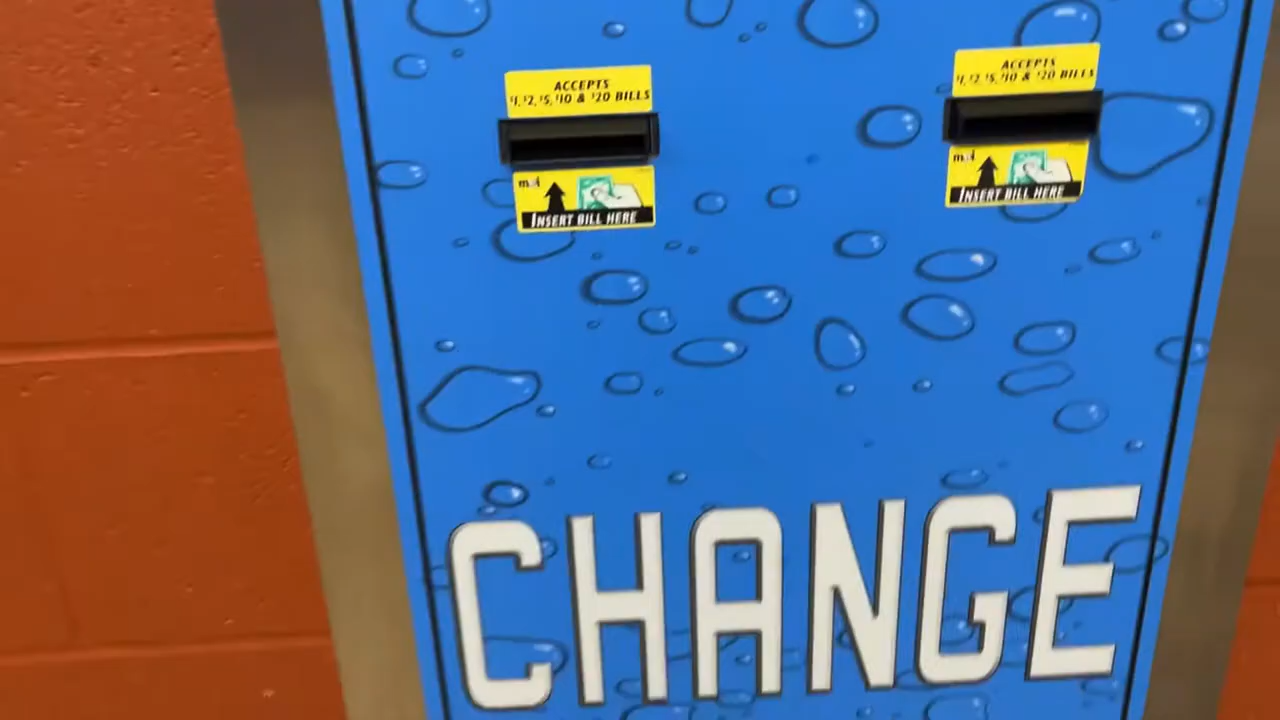 ACCEPTS
$1, $2, $5, $10 & $20 BILLS
INSERT BILL HERE
ACCEPTS
$1, $2, $5, $10 & $20 BILLS
INSERT BILL HERE
CHANGE